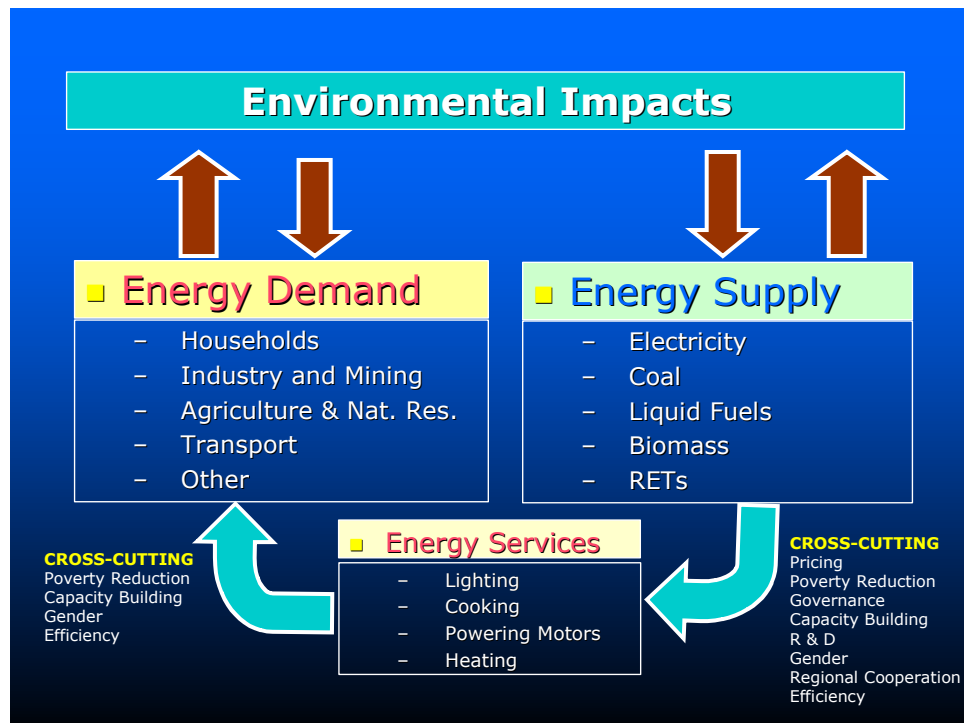 Environmental Impacts
Energy Demand
– Households
– Industry and Mining
– Agriculture & Nat. Res.
– Transport
– Other
Energy Supply
– Electricity
– Coal
– Liquid Fuels
– Biomass
– RETs
CROSS-CUTTING
Poverty Reduction
Capacity Building
Gender
Efficiency
Energy Services
– Lighting
– Cooking
– Powering Motors
– Heating
CROSS-CUTTING
Pricing
Poverty Reduction
Governance
Capacity Building
R & D
Gender
Regional Cooperation
Efficiency